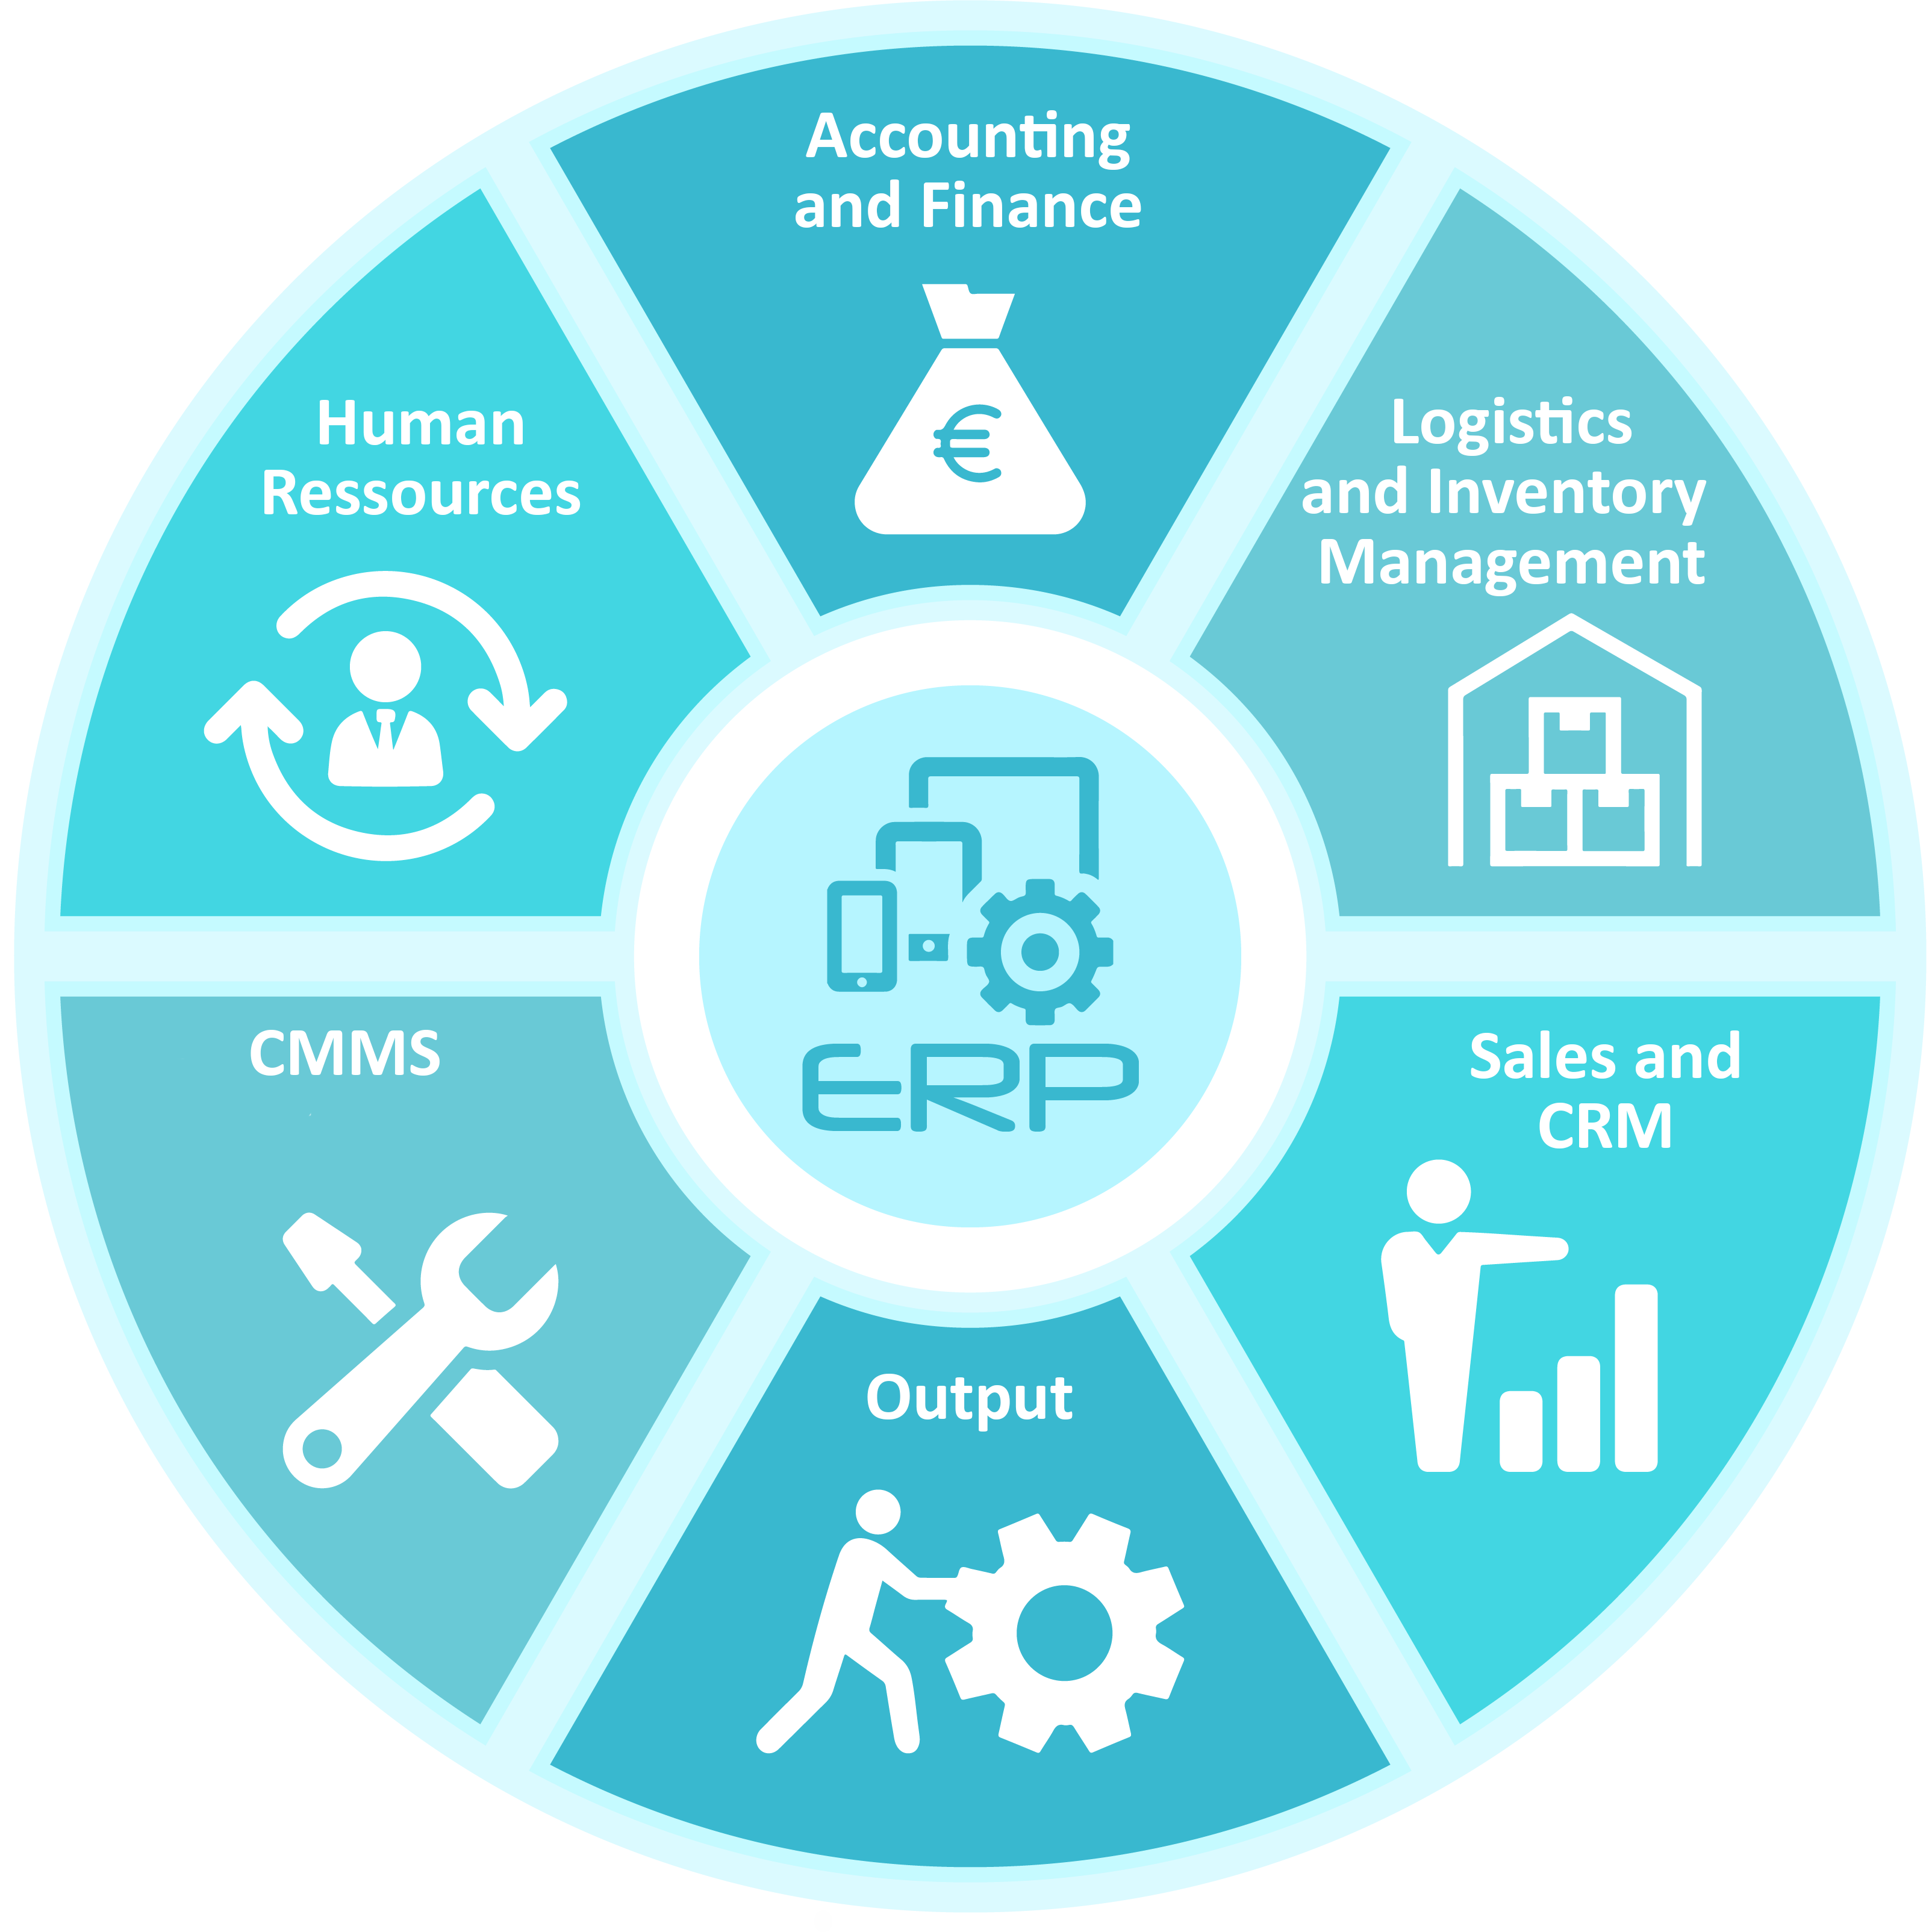 Accounting
and Finance
Logistics
and Inventory
Management
Sales and
CRM
Output
CMMS
Human
Ressources
€
ERP